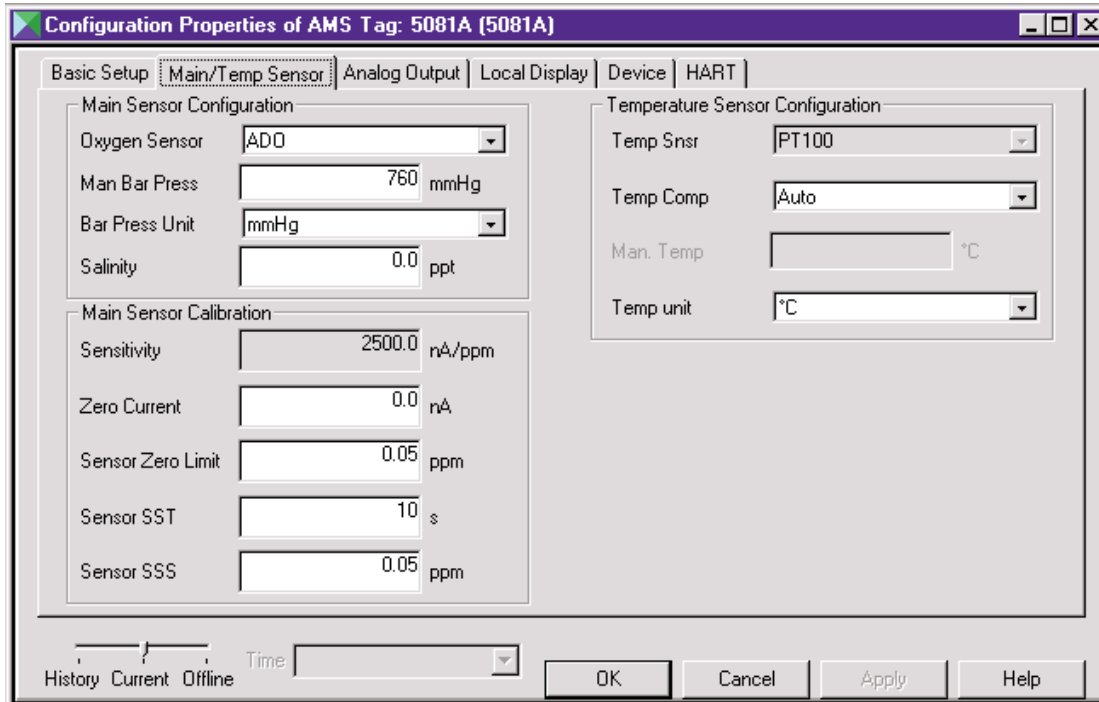 Configuration Properties of AMS Tag: 5081A (5081A)
Basic Setup Main/Temp Sensor Analog Output Local Display Device HART
Main Sensor Configuration
Oxygen Sensor ADO
Man Bar Press 760 mmHg
Bar Press Unit mmHg
Salinity 0.0 ppt
Main Sensor Calibration
Sensitivity 2500.0 nA/ppm
Zero Current 0.0 nA
Sensor Zero Limit 0.05 ppm
Sensor SST 10 s
Sensor SSS 0.05 ppm
Temperature Sensor Configuration
Temp Snsr PT100
Temp Comp Auto
Man. Temp °C
Temp unit °C
History Current Offline Time
OK Cancel Apply Help